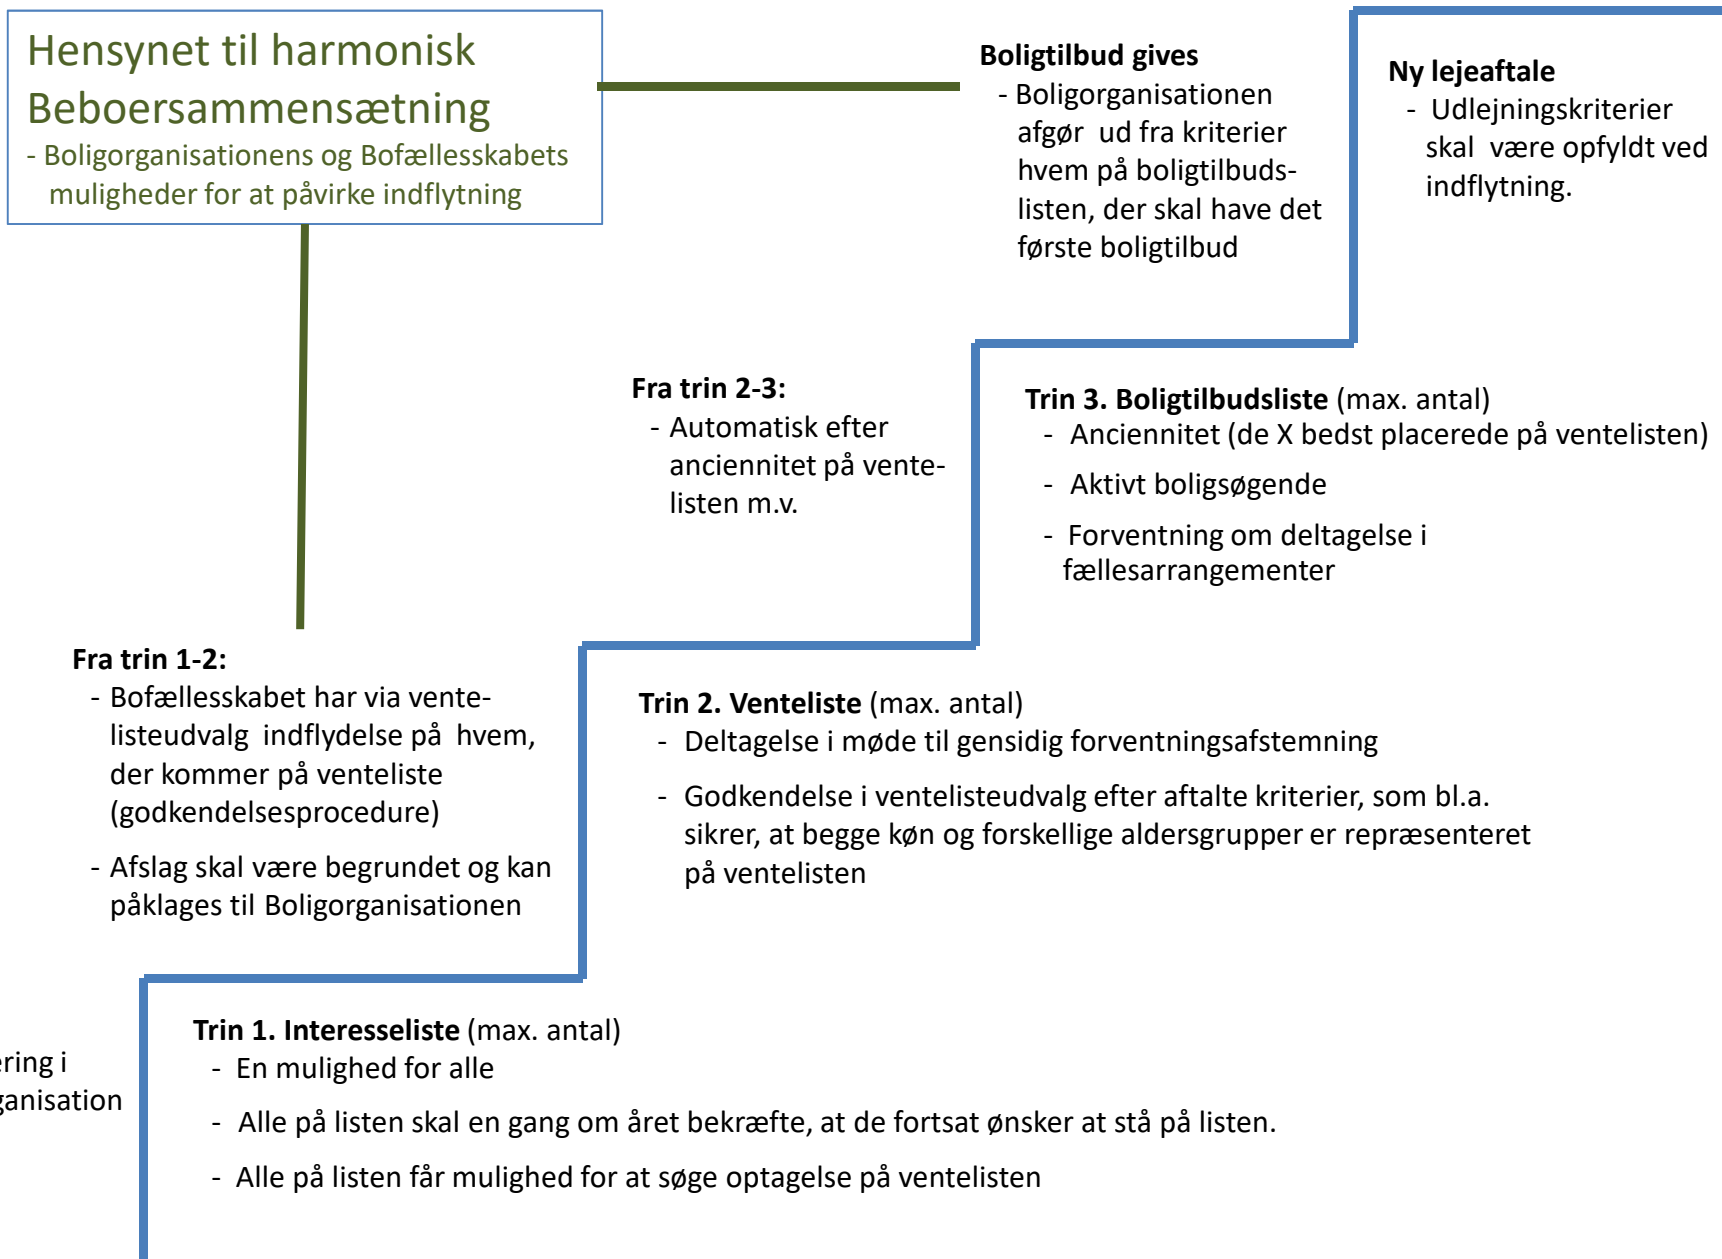 Hensynet til harmonisk
Beboersammensætning
- Boligorganisationens og Bofællesskabets
muligheder for at påvirke indflytning
Boligtilbud gives
- Boligorganisationen
afgør ud fra kriterier
hvem på boligtilbuds-
listen, der skal have det
første boligtilbud
Ny lejeaftale
- Udlejningskriterier
skal være opfyldt ved
indflytning.
Fra trin 2-3:
- Automatisk efter
anciennitet på vente-
listen m.v.
Trin 3. Boligtilbudsliste (max. antal)
- Anciennitet (de X bedst placerede på ventelisten)
- Aktivt boligsøgende
- Forventning om deltagelse i
fællesarrangementer
Fra trin 1-2:
- Bofællesskabet har via vente-
listeudvalg indflydelse på hvem,
der kommer på venteliste
(godkendelsesprocedure)
- Afslag skal være begrundet og kan
påklages til Boligorganisationen
Trin 2. Venteliste (max. antal)
- Deltagelse i møde til gensidig forventningsafstemning
- Godkendelse i ventelisteudvalg efter aftalte kriterier, som bl.a.
sikrer, at begge køn og forskellige aldersgrupper er repræsenteret
på ventelisten
ering i
ganisation
Trin 1. Interesseliste (max. antal)
- En mulighed for alle
- Alle på listen skal en gang om året bekræfte, at de fortsat ønsker at stå på listen.
- Alle på listen får mulighed for at søge optagelse på ventelisten